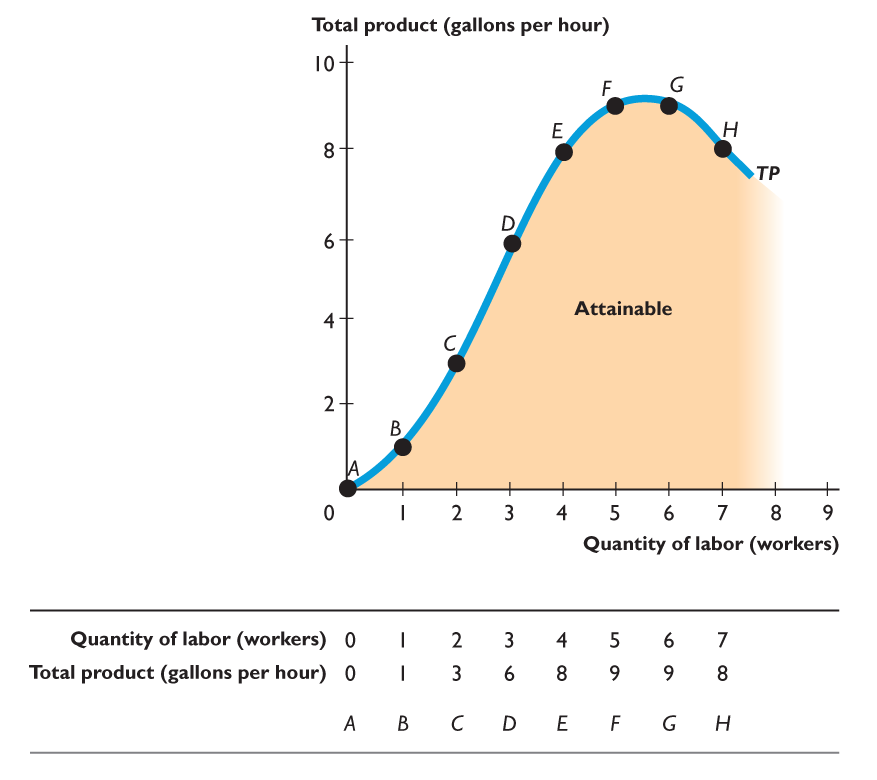 Total product (gallons per hour)
10
8
6
4
2
0
A
B
C
D
E
F
G
H
TP
Attainable
1 2 3 4 5 6 7 8 9
Quantity of labor (workers)
Quantity of labor (workers) 0 1 2 3 4 5 6 7
Total product (gallons per hour) 0 1 3 6 8 9 9 8
A B C D E F G H